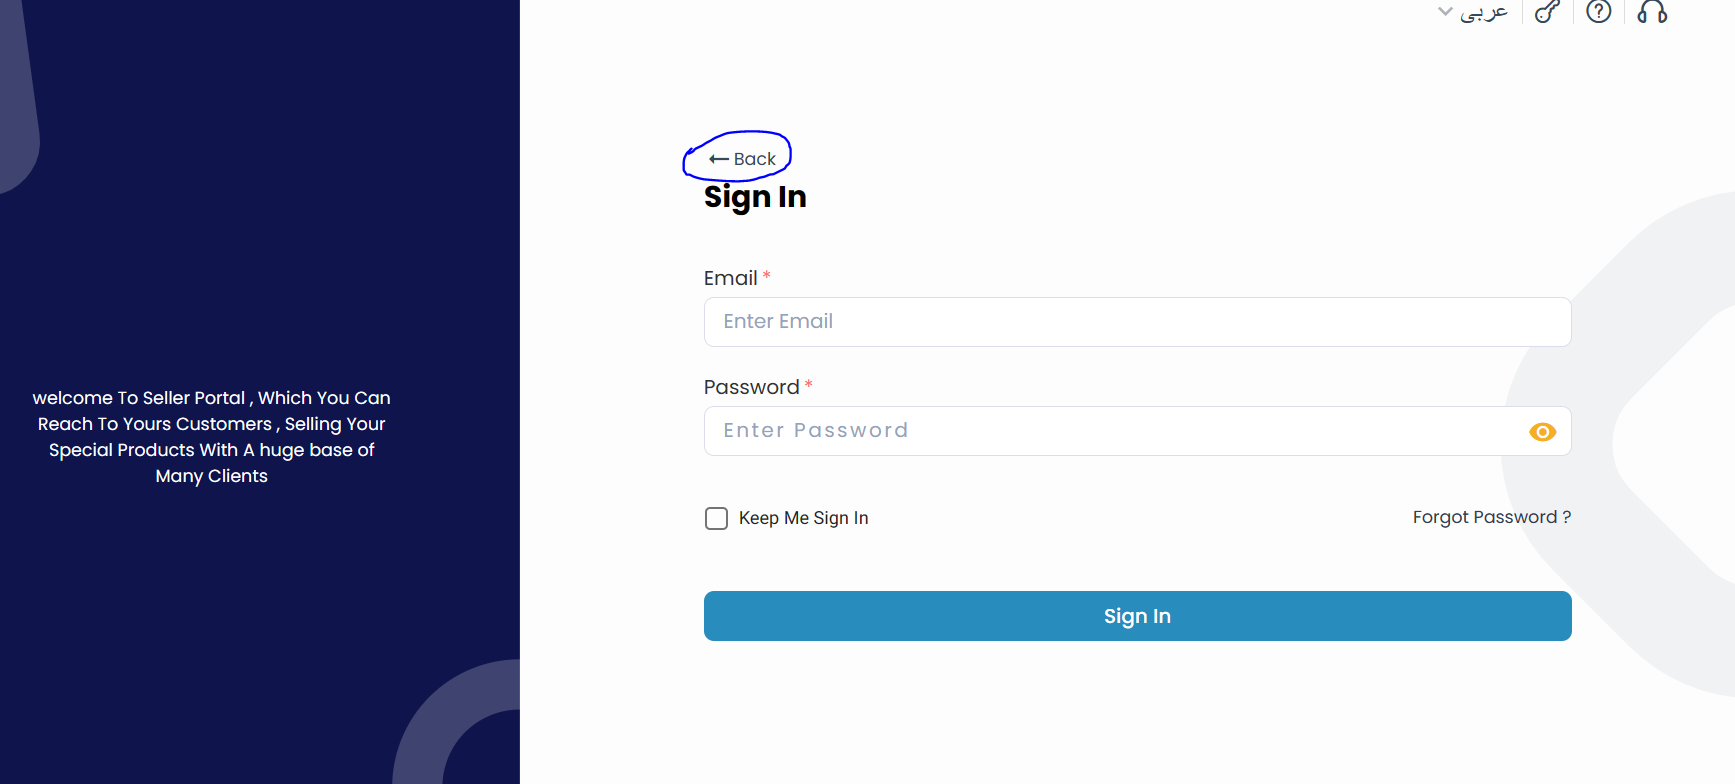 عربى
Back
Sign In
Email *
Enter Email
Password *
Enter Password
Keep Me Sign In
Forgot Password ?
Sign In
welcome To Seller Portal , Which You Can
Reach To Yours Customers , Selling Your
Special Products With A huge base of
Many Clients